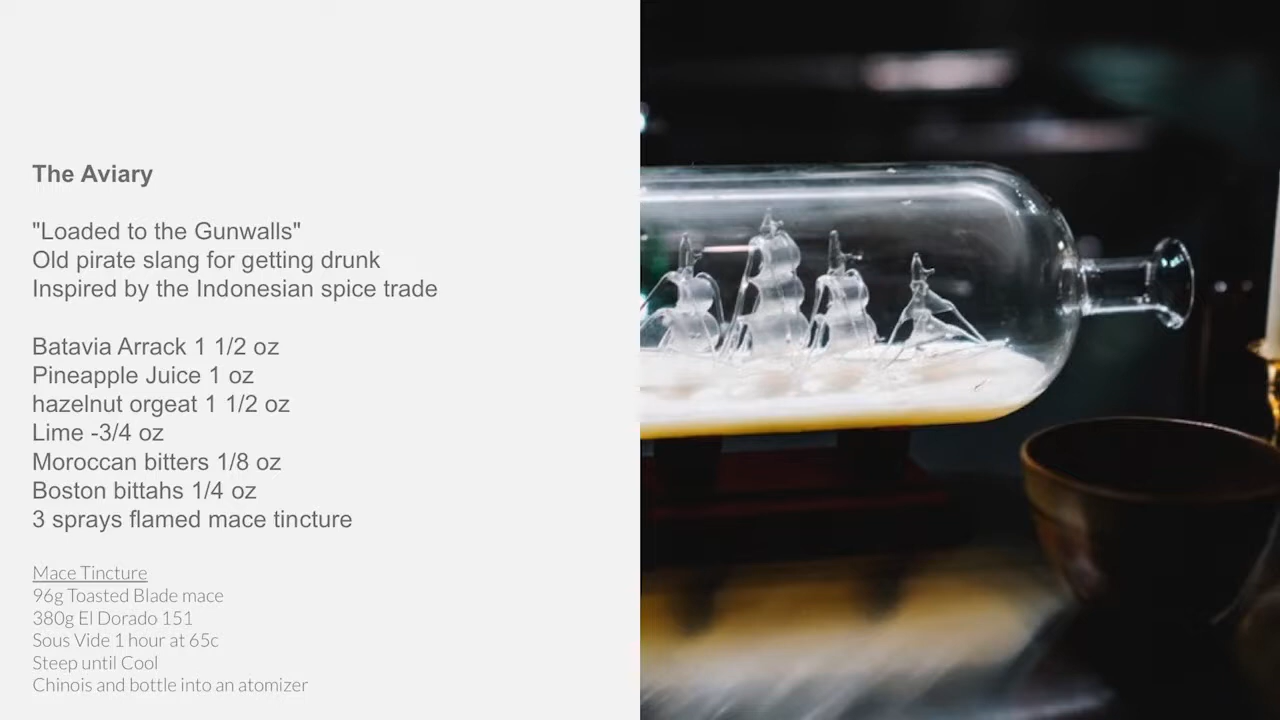 The Aviary
"Loaded to the Gunwalls"
Old pirate slang for getting drunk
Inspired by the Indonesian spice trade
Batavia Arrack 1 1/2 oz
Pineapple Juice 1 oz
hazelnut orgeat 1 1/2 oz
Lime -3/4 oz
Moroccan bitters 1/8 oz
Boston bittahs 1/4 oz
3 sprays flamed mace tincture
Mace Tincture
96g Toasted Blade mace
380g El Dorado 151
Sous Vide 1 hour at 65c
Steep until Cool
Chinois and bottle into an atomizer